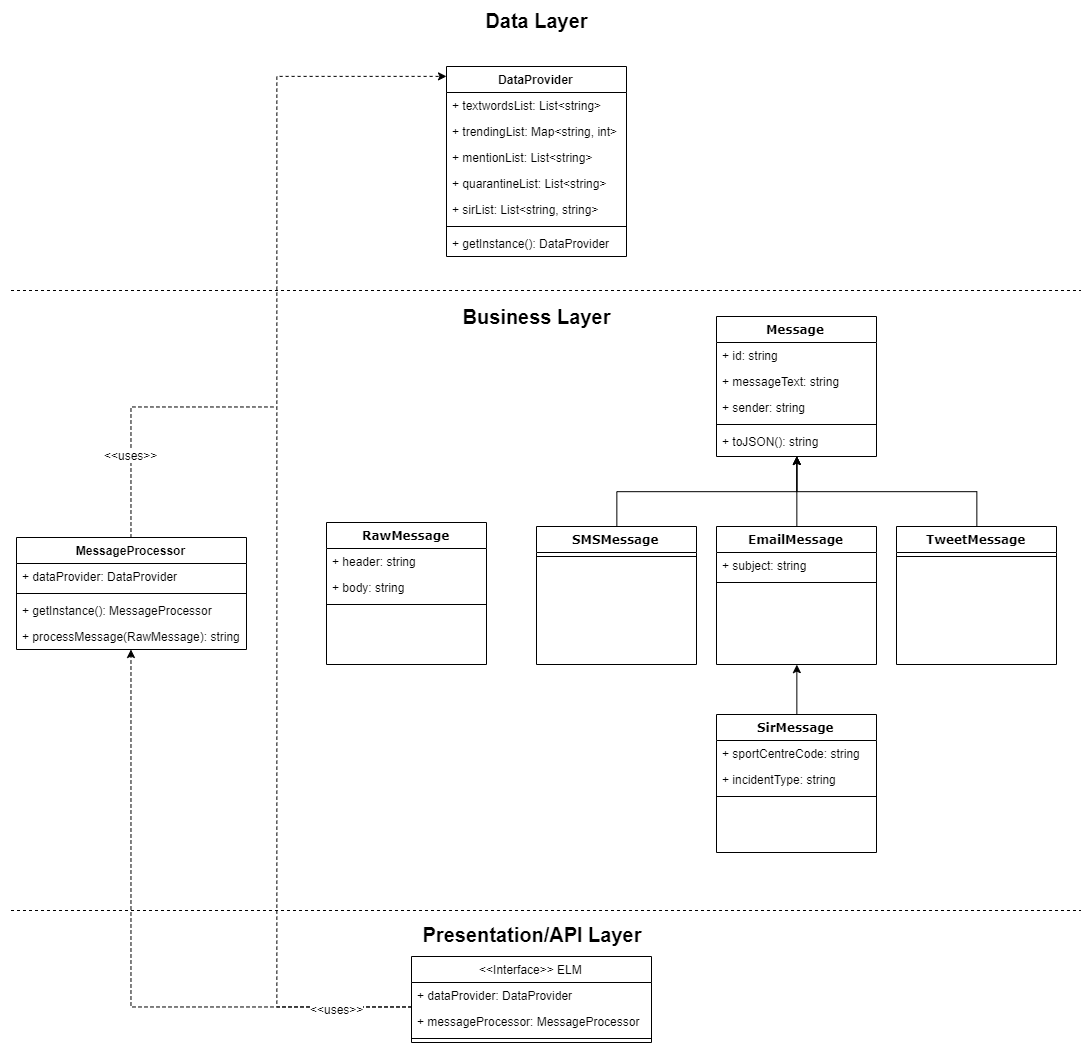 Data Layer
DataProvider
+ textwordsList: List<string>
+ trendingList: Map<string, int>
+ mentionList: List<string>
+ quarantineList: List<string>
+ sirList: List<string, string>
+ getInstance(): DataProvider
Business Layer
Message
+ id: string
+ messageText: string
+ sender: string
+ toJSON(): string
<<uses>>
MessageProcessor
+ dataProvider: DataProvider
+ getInstance(): MessageProcessor
+ processMessage(RawMessage): string
RawMessage
+ header: string
+ body: string
SMSMessage
EmailMessage
+ subject: string
TweetMessage
SirMessage
+ sportCentreCode: string
+ incidentType: string
Presentation/API Layer
<<Interface>> ELM
+ dataProvider: DataProvider
+ messageProcessor: MessageProcessor
<<uses>>